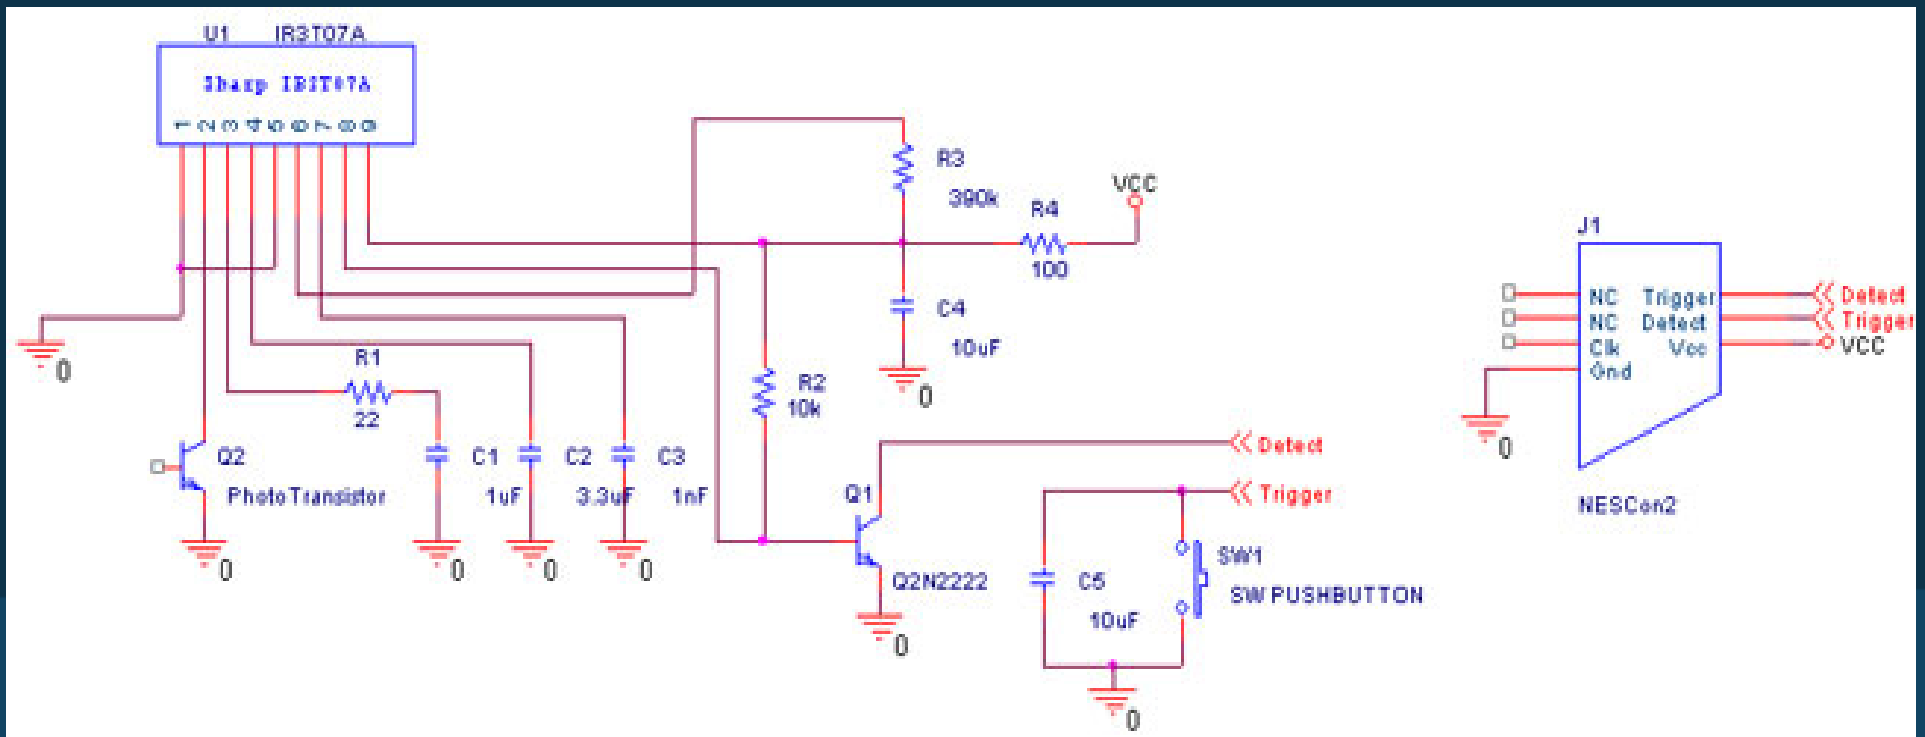 U1 IR3T07A
Sharp IR3T07A
1 2 3 4 5 6 7 8 9
R3
390k
VCC
R4
100
C4
10uF
0
0
R1
22
R2
10k
Q2
PhotoTransistor
C1
1uF
C2
3.3uF
C3
1nF
0
0
0
0
Q1
Q2N2222
0
Detect
Trigger
C5
10uF
SW1
SW PUSHBUTTON
0
J1
NC Trigger Detect
NC Detect Trigger
Clk Vcc VCC
Gnd
0
NESCon2